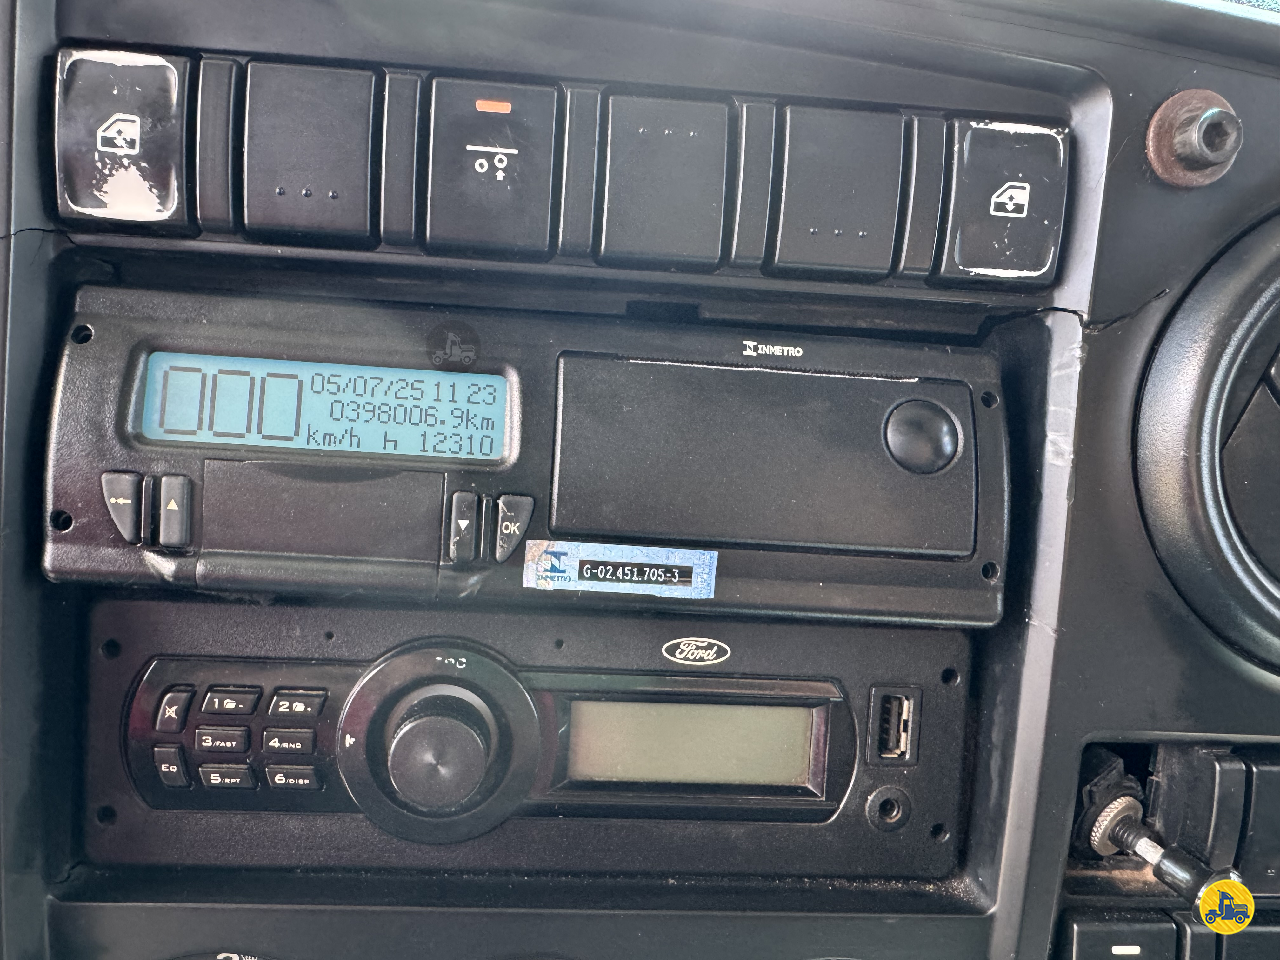 INMETRO
000 05/07/25 11 23
0398006.9km
km/h h 12310
OK
INMETRO G-02.451.705-3
Ford
1 -
2 +
3/FAST
4/RND
EQ
5/RPT
6/DISP